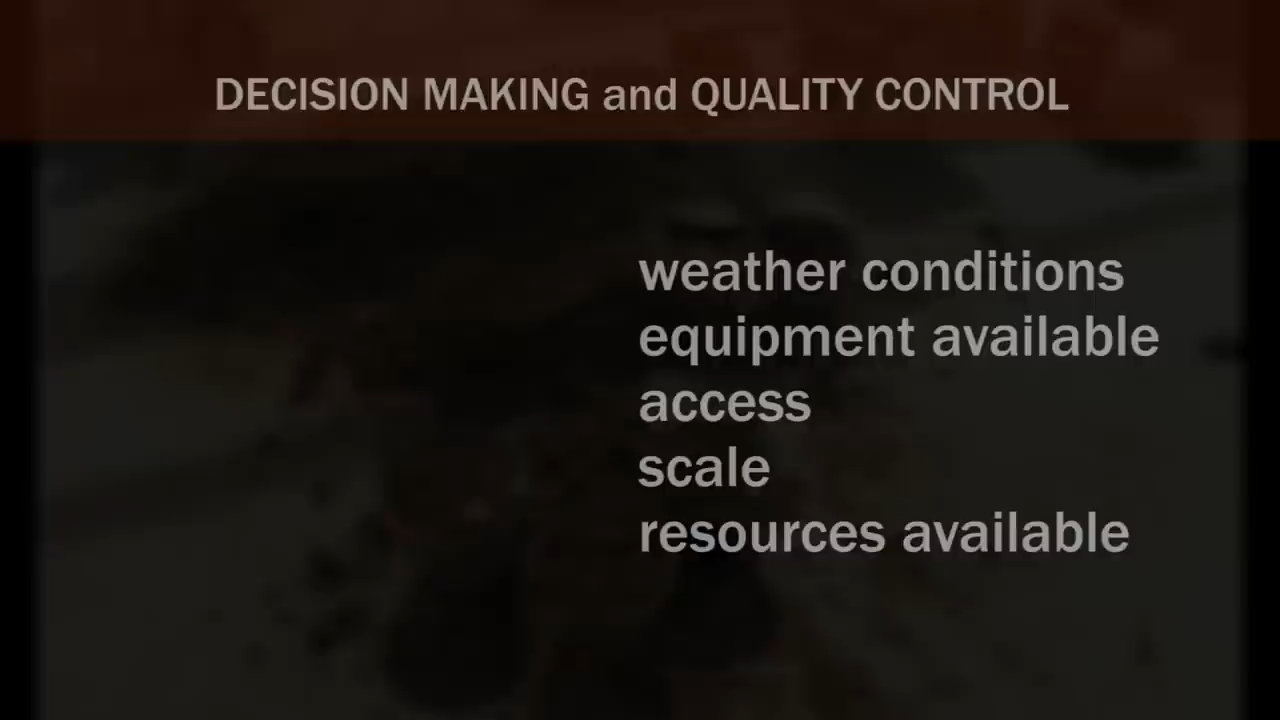 DECISION MAKING and QUALITY CONTROL
weather conditions
equipment available
access
scale
resources available